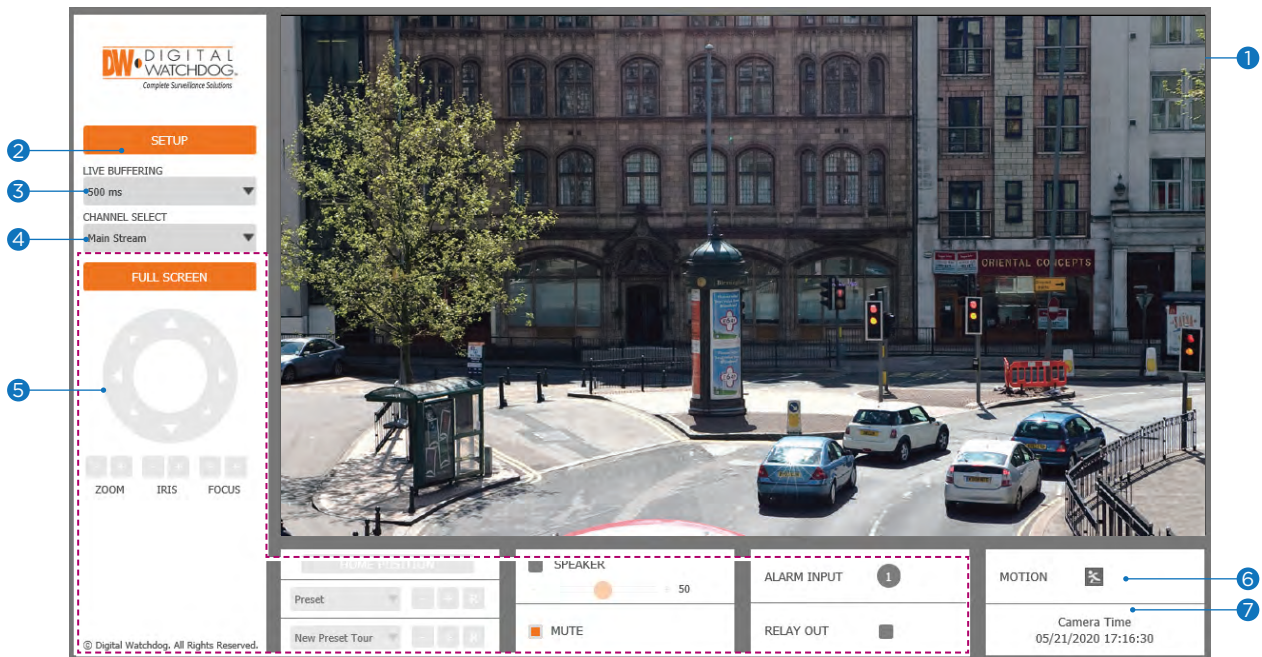 DW DIGITAL
WATCHDOG®
Complete Surveillance Solutions
SETUP
LIVE BUFFERING
500 ms
CHANNEL SELECT
Main Stream
FULL SCREEN
ZOOM IRIS FOCUS
© Digital Watchdog. All Rights Reserved.
ORIENTAL CONCEPTS
HOME POSITION
Preset
New Preset Tour
SPEAKER
50
MUTE
ALARM INPUT 1
RELAY OUT
MOTION
Camera Time
05/21/2020 17:16:30
1
2
3
4
5
6
7